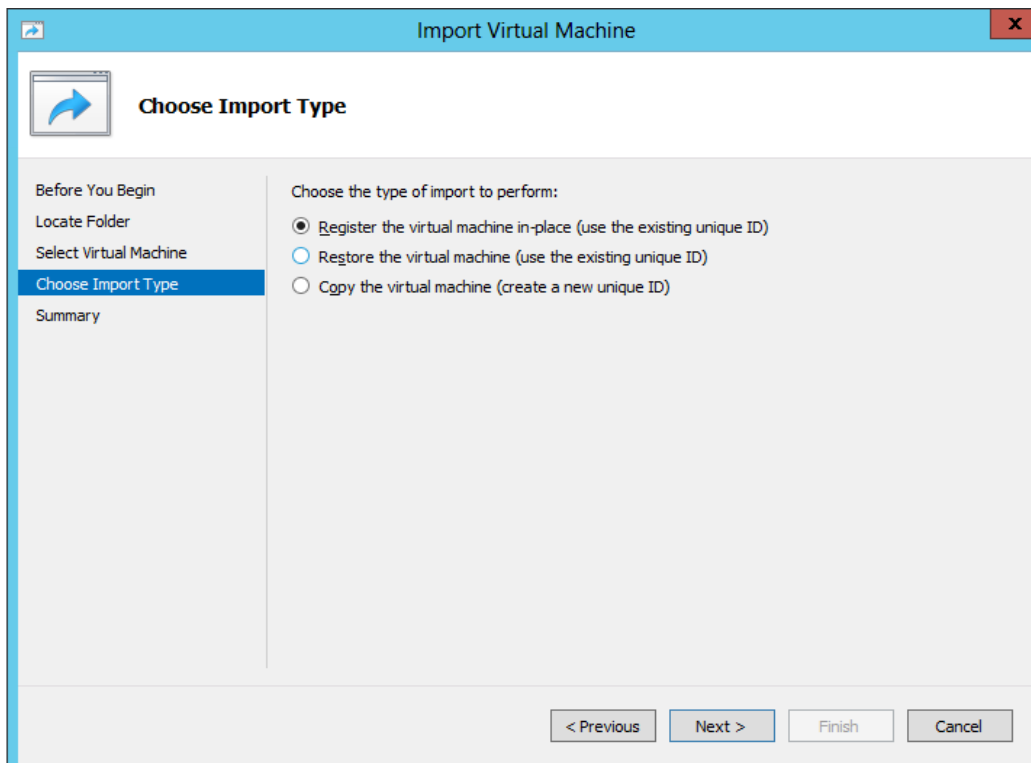 Import Virtual Machine
x
Choose Import Type
Before You Begin
Locate Folder
Select Virtual Machine
Choose Import Type
Summary
Choose the type of import to perform:
Register the virtual machine in-place (use the existing unique ID)
Restore the virtual machine (use the existing unique ID)
Copy the virtual machine (create a new unique ID)
< Previous
Next >
Finish
Cancel